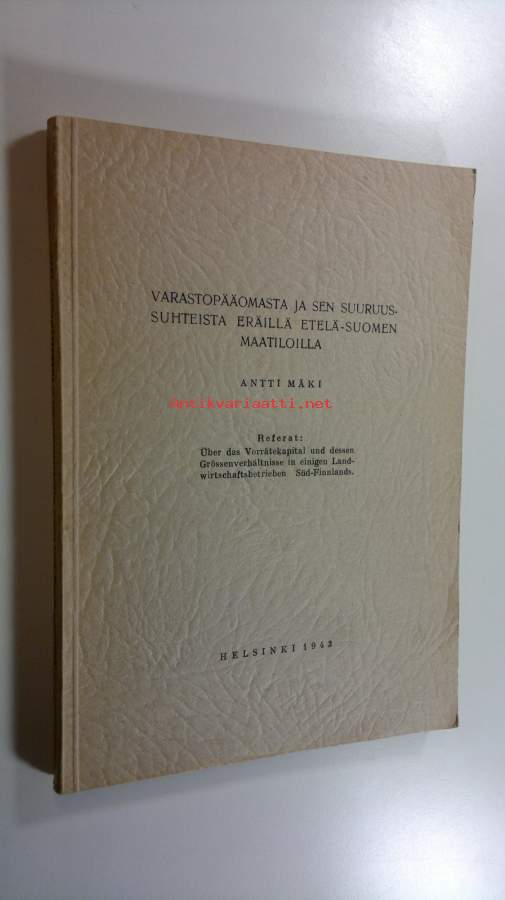 VARASTOPÄÄOMASTA JA SEN SUURUUS-
SUHTEISTA ERÄILLÄ ETELÄ-SUOMEN
MAATILOILLA
ANTTI MÄKI
Antikvariaatti.net
Referat:
Über das Vorrätekapital und dessen
Grössenverhältnisse in einigen Land-
wirtschaftsbetrieben Süd-Finnlands.
HELSINKI 1943